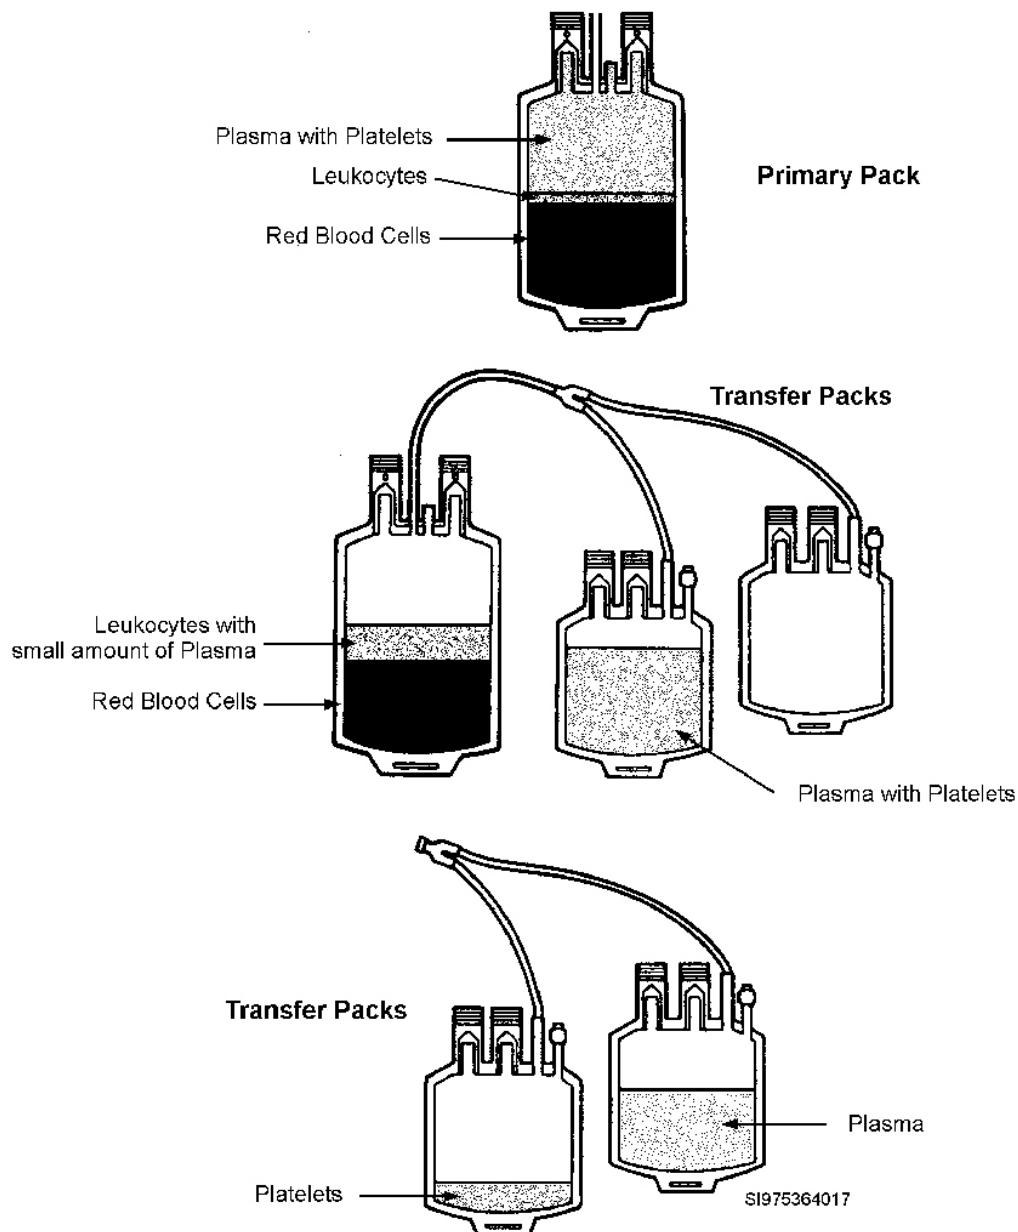 Plasma with Platelets
Leukocytes
Primary Pack
Red Blood Cells
Transfer Packs
Leukocytes with
small amount of Plasma
Red Blood Cells
Plasma with Platelets
Transfer Packs
Plasma
Platelets
SI975364017